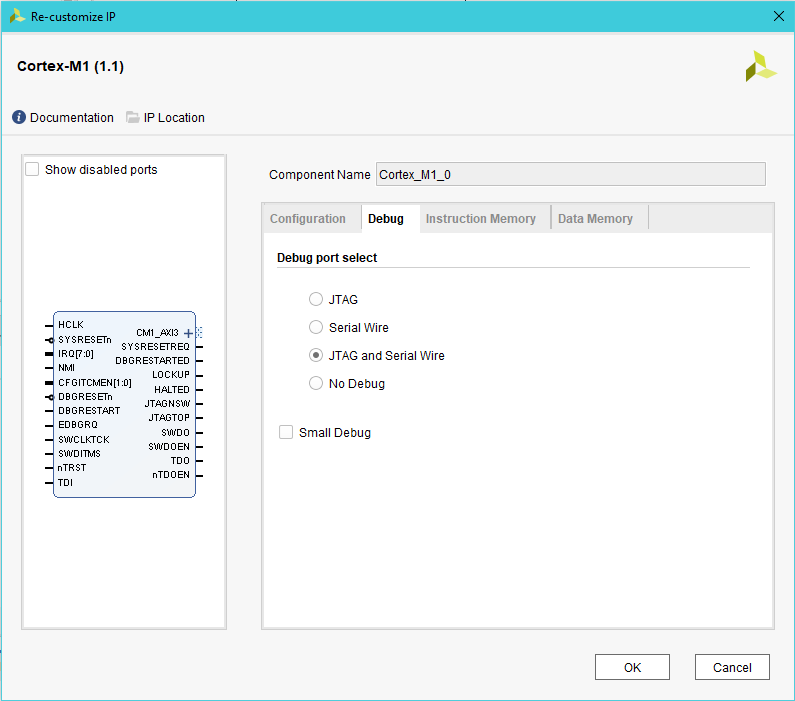 Re-customize IP
Cortex-M1 (1.1)
i Documentation IP Location
Show disabled ports
HCLK
SYSRESETn
IRQ[7:0]
NMI
CFGITCMEN[1:0]
DBGRESETn
DBGRESTART
EDBGRQ
SWCLKTCK
SWDITMS
nTRST
TDI
CM1_AXI3
SYSRESETREQ
DBGRESTARTED
LOCKUP
HALTED
JTAGNSW
JTAGTOP
SWDO
SWDOEN
TDO
nTDOEN
Component Name Cortex_M1_0
Configuration Debug Instruction Memory Data Memory
Debug port select
JTAG
Serial Wire
JTAG and Serial Wire
No Debug
Small Debug
OK Cancel